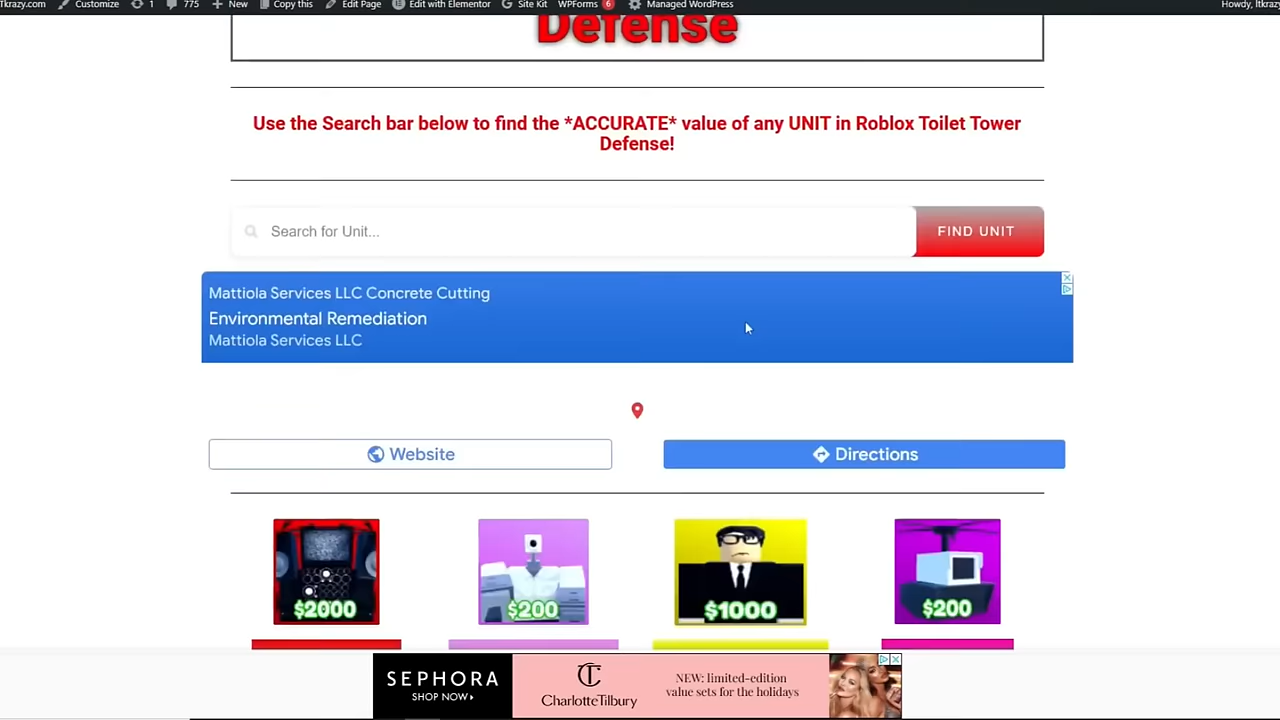 Tkrazy.com Customize 1 775 New Copy this Edit Page Edit with Elementor Site Kit WPForms 6 Managed WordPress Howdy, ltkrazy
Defense
Use the Search bar below to find the *ACCURATE* value of any UNIT in Roblox Toilet Tower
Defense!
Search for Unit...
FIND UNIT
Mattiola Services LLC Concrete Cutting
Environmental Remediation
Mattiola Services LLC
Website
Directions
$2000
$200
$1000
$200
SEPHORA
SHOP NOW
CT
Charlotte Tilbury
NEW: limited-edition
value sets for the holidays